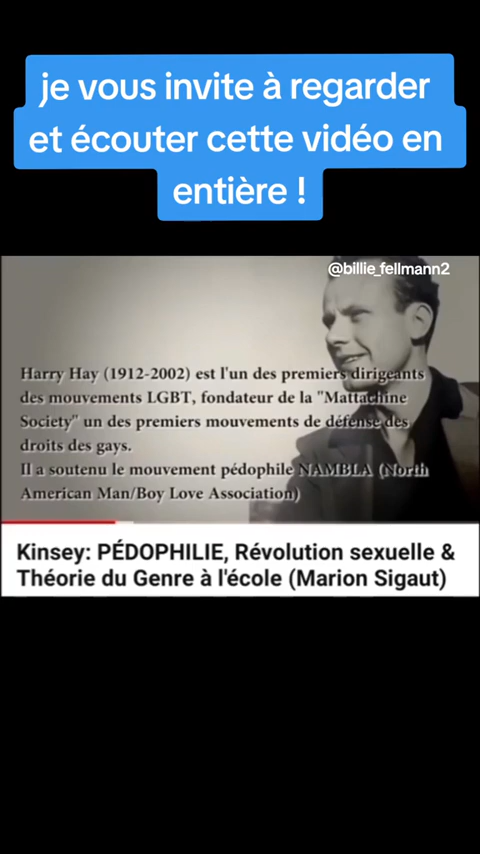 je vous invite à regarder
et écouter cette vidéo en
entière !
@billie_fellmann2
Harry Hay (1912-2002) est l'un des premiers dirigeants
des mouvements LGBT, fondateur de la "Mattachine
Society" un des premiers mouvements de défense des
droits des gays.
Il a soutenu le mouvement pédophile NAMBLA (North
American Man/Boy Love Association)
Kinsey: PÉDOPHILIE, Révolution sexuelle &
Théorie du Genre à l'école (Marion Sigaut)